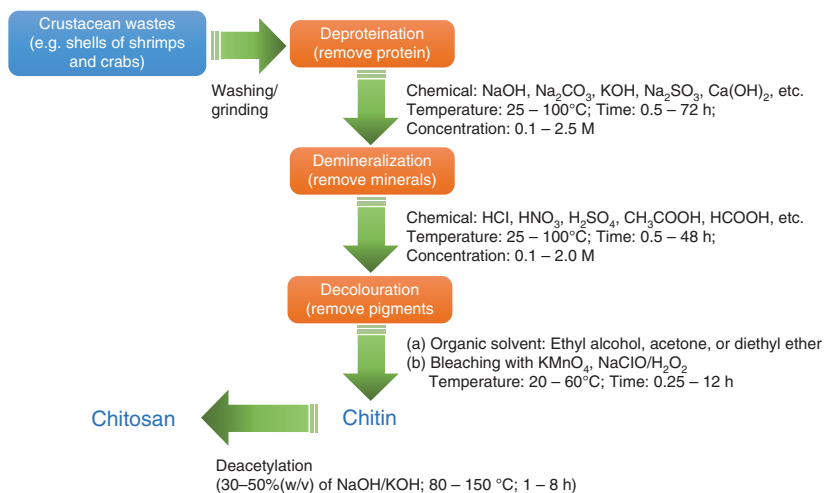 Crustacean wastes
(e.g. shells of shrimps
and crabs)
Washing/
grinding
Deproteination
(remove protein)
Chemical: NaOH, Na₂CO₃, KOH, Na₂SO₃, Ca(OH)₂, etc.
Temperature: 25 – 100°C; Time: 0.5 – 72 h;
Concentration: 0.1 – 2.5 M
Demineralization
(remove minerals)
Chemical: HCl, HNO₃, H₂SO₄, CH₃COOH, HCOOH, etc.
Temperature: 25 – 100°C; Time: 0.5 – 48 h;
Concentration: 0.1 – 2.0 M
Decolouration
(remove pigments
(a) Organic solvent: Ethyl alcohol, acetone, or diethyl ether
(b) Bleaching with KMnO₄, NaClO/H₂O₂
Temperature: 20 – 60°C; Time: 0.25 – 12 h
Chitin
Chitosan
Deacetylation
(30–50%(w/v) of NaOH/KOH; 80 – 150 °C; 1 – 8 h)